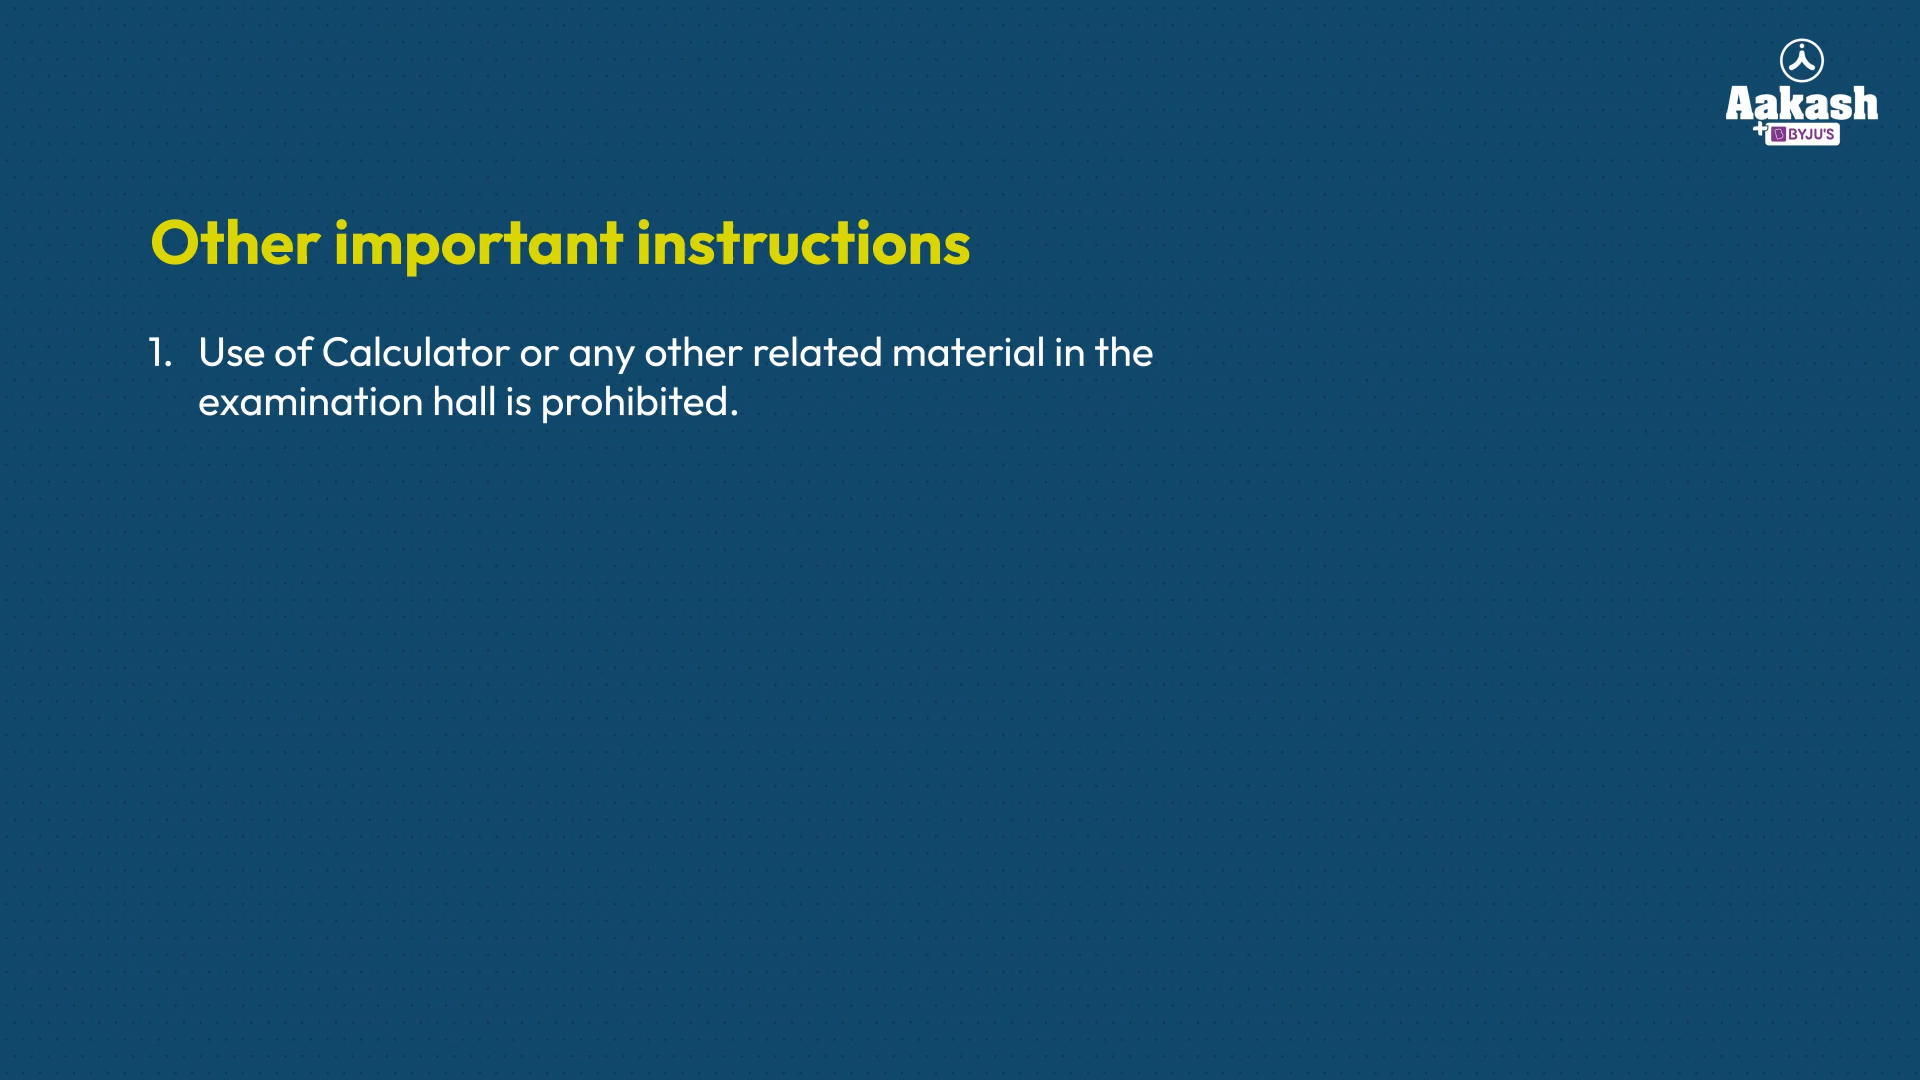 Aakash
+ BYJU'S
Other important instructions
1. Use of Calculator or any other related material in the
examination hall is prohibited.